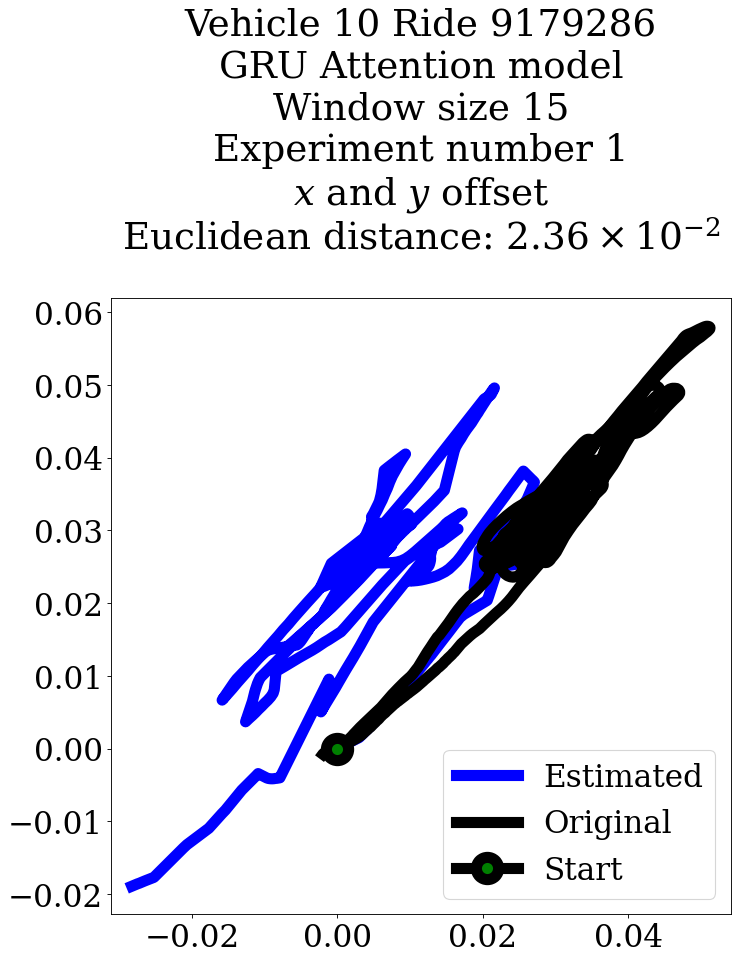 Vehicle 10 Ride 9179286
GRU Attention model
Window size 15
Experiment number 1
x and y offset
Euclidean distance: 2.36 × 10⁻²
0.06
0.05
0.04
0.03
0.02
0.01
0.00
−0.01
−0.02
Estimated
Original
Start
−0.02 0.00 0.02 0.04